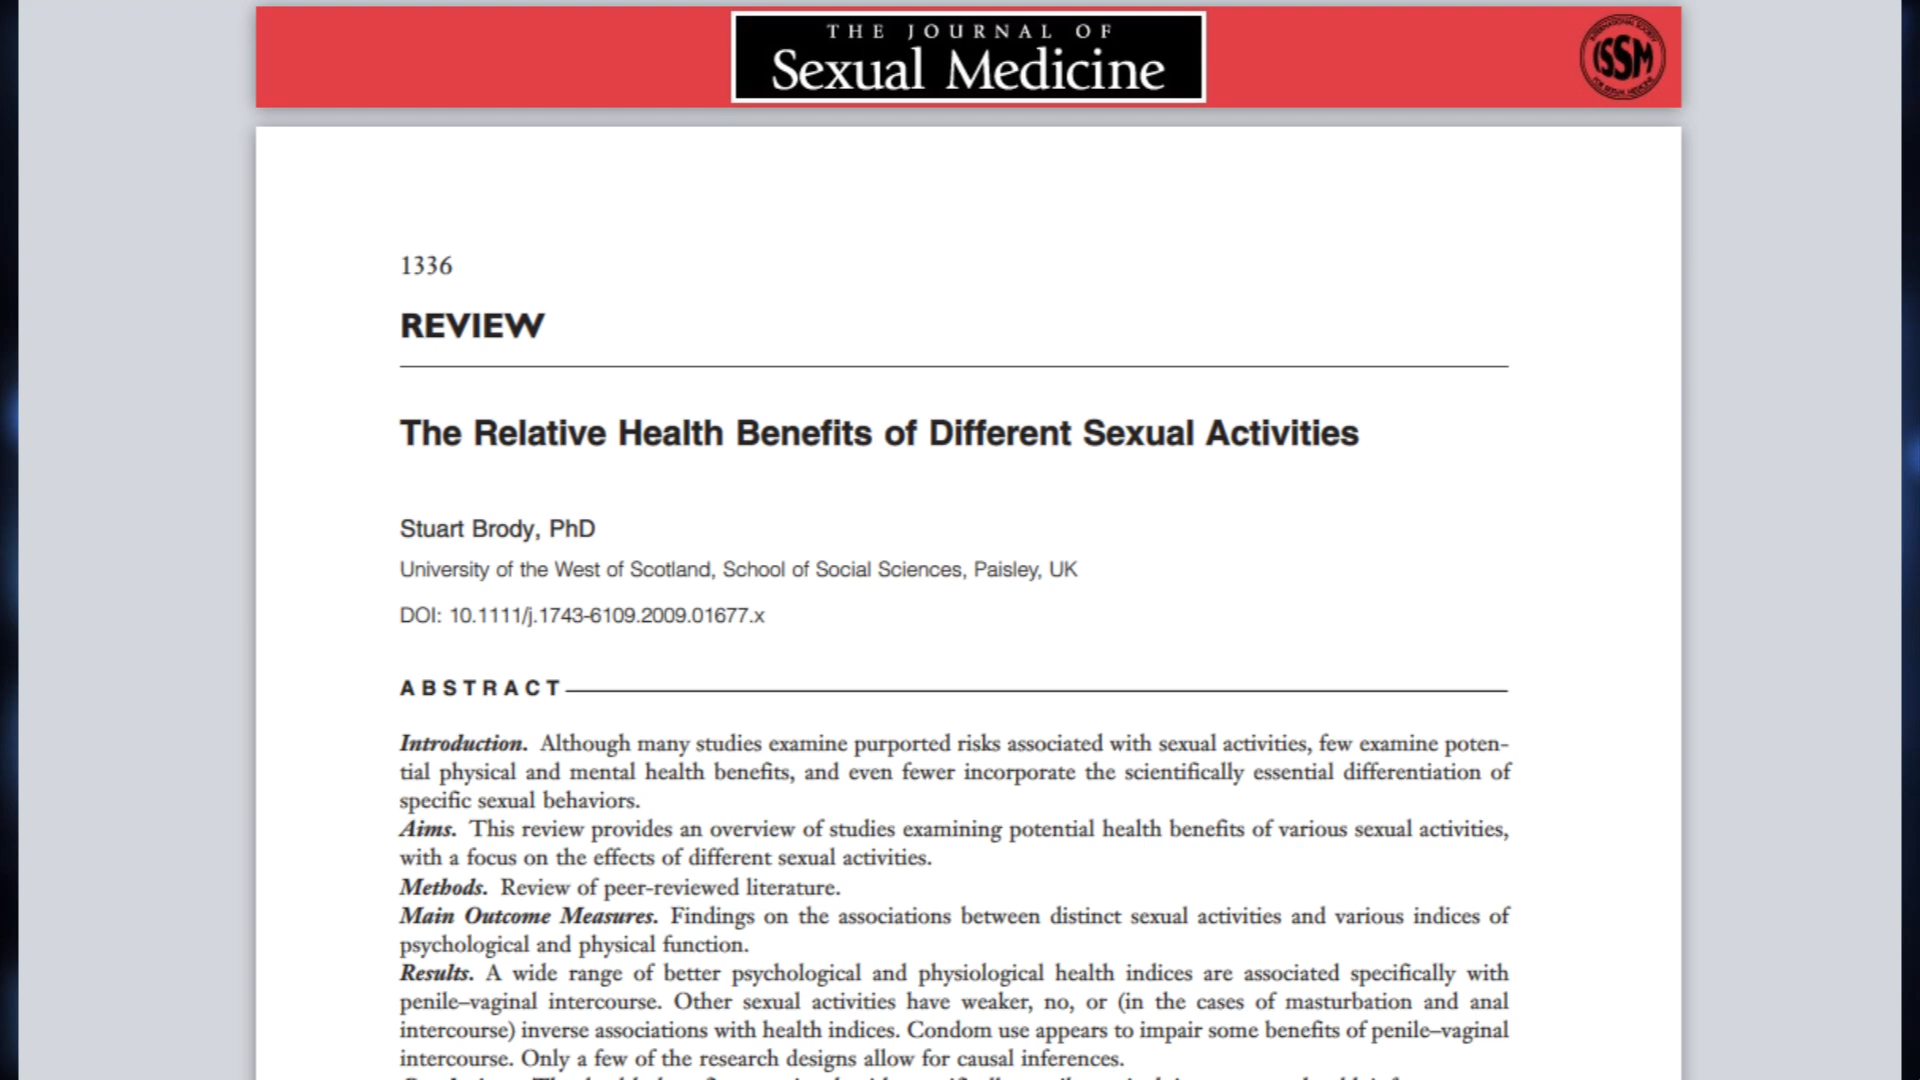 THE JOURNAL OF
Sexual Medicine
INTERNATIONAL SOCIETY
ISSM
FOR SEXUAL MEDICINE
1336
REVIEW
The Relative Health Benefits of Different Sexual Activities
Stuart Brody, PhD
University of the West of Scotland, School of Social Sciences, Paisley, UK
DOI: 10.1111/j.1743-6109.2009.01677.x
ABSTRACT
Introduction. Although many studies examine purported risks associated with sexual activities, few examine poten-
tial physical and mental health benefits, and even fewer incorporate the scientifically essential differentiation of
specific sexual behaviors.
Aims. This review provides an overview of studies examining potential health benefits of various sexual activities,
with a focus on the effects of different sexual activities.
Methods. Review of peer-reviewed literature.
Main Outcome Measures. Findings on the associations between distinct sexual activities and various indices of
psychological and physical function.
Results. A wide range of better psychological and physiological health indices are associated specifically with
penile–vaginal intercourse. Other sexual activities have weaker, no, or (in the cases of masturbation and anal
intercourse) inverse associations with health indices. Condom use appears to impair some benefits of penile–vaginal
intercourse. Only a few of the research designs allow for causal inferences.